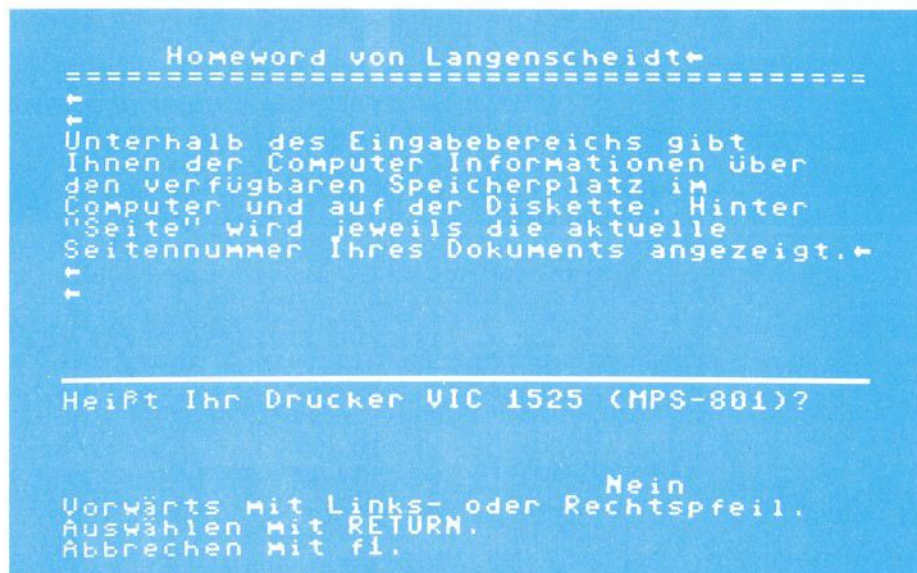 Homeword von Langenscheidt←
========================================
←
←
Unterhalb des Eingabebereichs gibt
Ihnen der Computer Informationen über
den verfügbaren Speicherplatz im
Computer und auf der Diskette. Hinter
"Seite" wird jeweils die aktuelle
Seitennummer Ihres Dokuments angezeigt.←
←
←
Heißt Ihr Drucker VIC 1525 (MPS-801)?
Nein
Vorwärts mit Links- oder Rechtspfeil.
Auswählen mit RETURN.
Abbrechen mit f1.